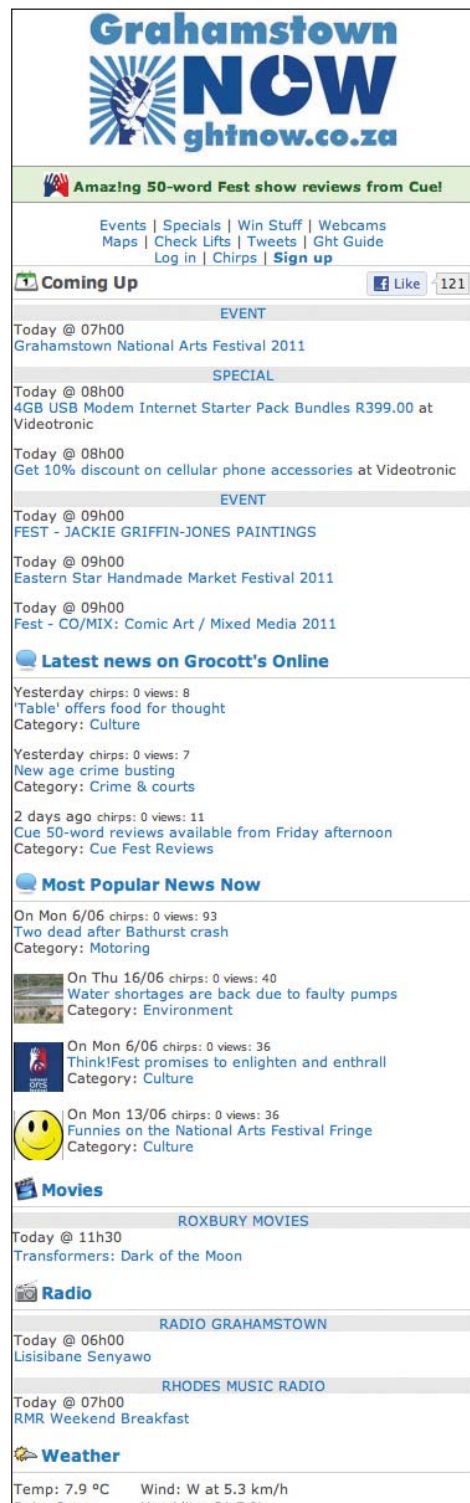 Grahamstown
NOW
ghtnow.co.za
Amaz!ng 50-word Fest show reviews from Cue!
Events | Specials | Win Stuff | Webcams
Maps | Check Lifts | Tweets | Ght Guide
Log in | Chirps | Sign up
1 Coming Up
Like 121
EVENT
Today @ 07h00
Grahamstown National Arts Festival 2011
SPECIAL
Today @ 08h00
4GB USB Modem Internet Starter Pack Bundles R399.00 at
Videotronic
Today @ 08h00
Get 10% discount on cellular phone accessories at Videotronic
EVENT
Today @ 09h00
FEST - JACKIE GRIFFIN-JONES PAINTINGS
Today @ 09h00
Eastern Star Handmade Market Festival 2011
Today @ 09h00
Fest - CO/MIX: Comic Art / Mixed Media 2011
Latest news on Grocott's Online
Yesterday chirps: 0 views: 8
'Table' offers food for thought
Category: Culture
Yesterday chirps: 0 views: 7
New age crime busting
Category: Crime & courts
2 days ago chirps: 0 views: 11
Cue 50-word reviews available from Friday afternoon
Category: Cue Fest Reviews
Most Popular News Now
On Mon 6/06 chirps: 0 views: 93
Two dead after Bathurst crash
Category: Motoring
On Thu 16/06 chirps: 0 views: 40
Water shortages are back due to faulty pumps
Category: Environment
On Mon 6/06 chirps: 0 views: 36
Think!Fest promises to enlighten and enthrall
Category: Culture
On Mon 13/06 chirps: 0 views: 36
Funnies on the National Arts Festival Fringe
Category: Culture
Movies
ROXBURY MOVIES
Today @ 11h30
Transformers: Dark of the Moon
Radio
RADIO GRAHAMSTOWN
Today @ 06h00
Lisisibane Senyawo
RHODES MUSIC RADIO
Today @ 07h00
RMR Weekend Breakfast
Weather
Temp: 7.9 °C Wind: W at 5.3 km/h